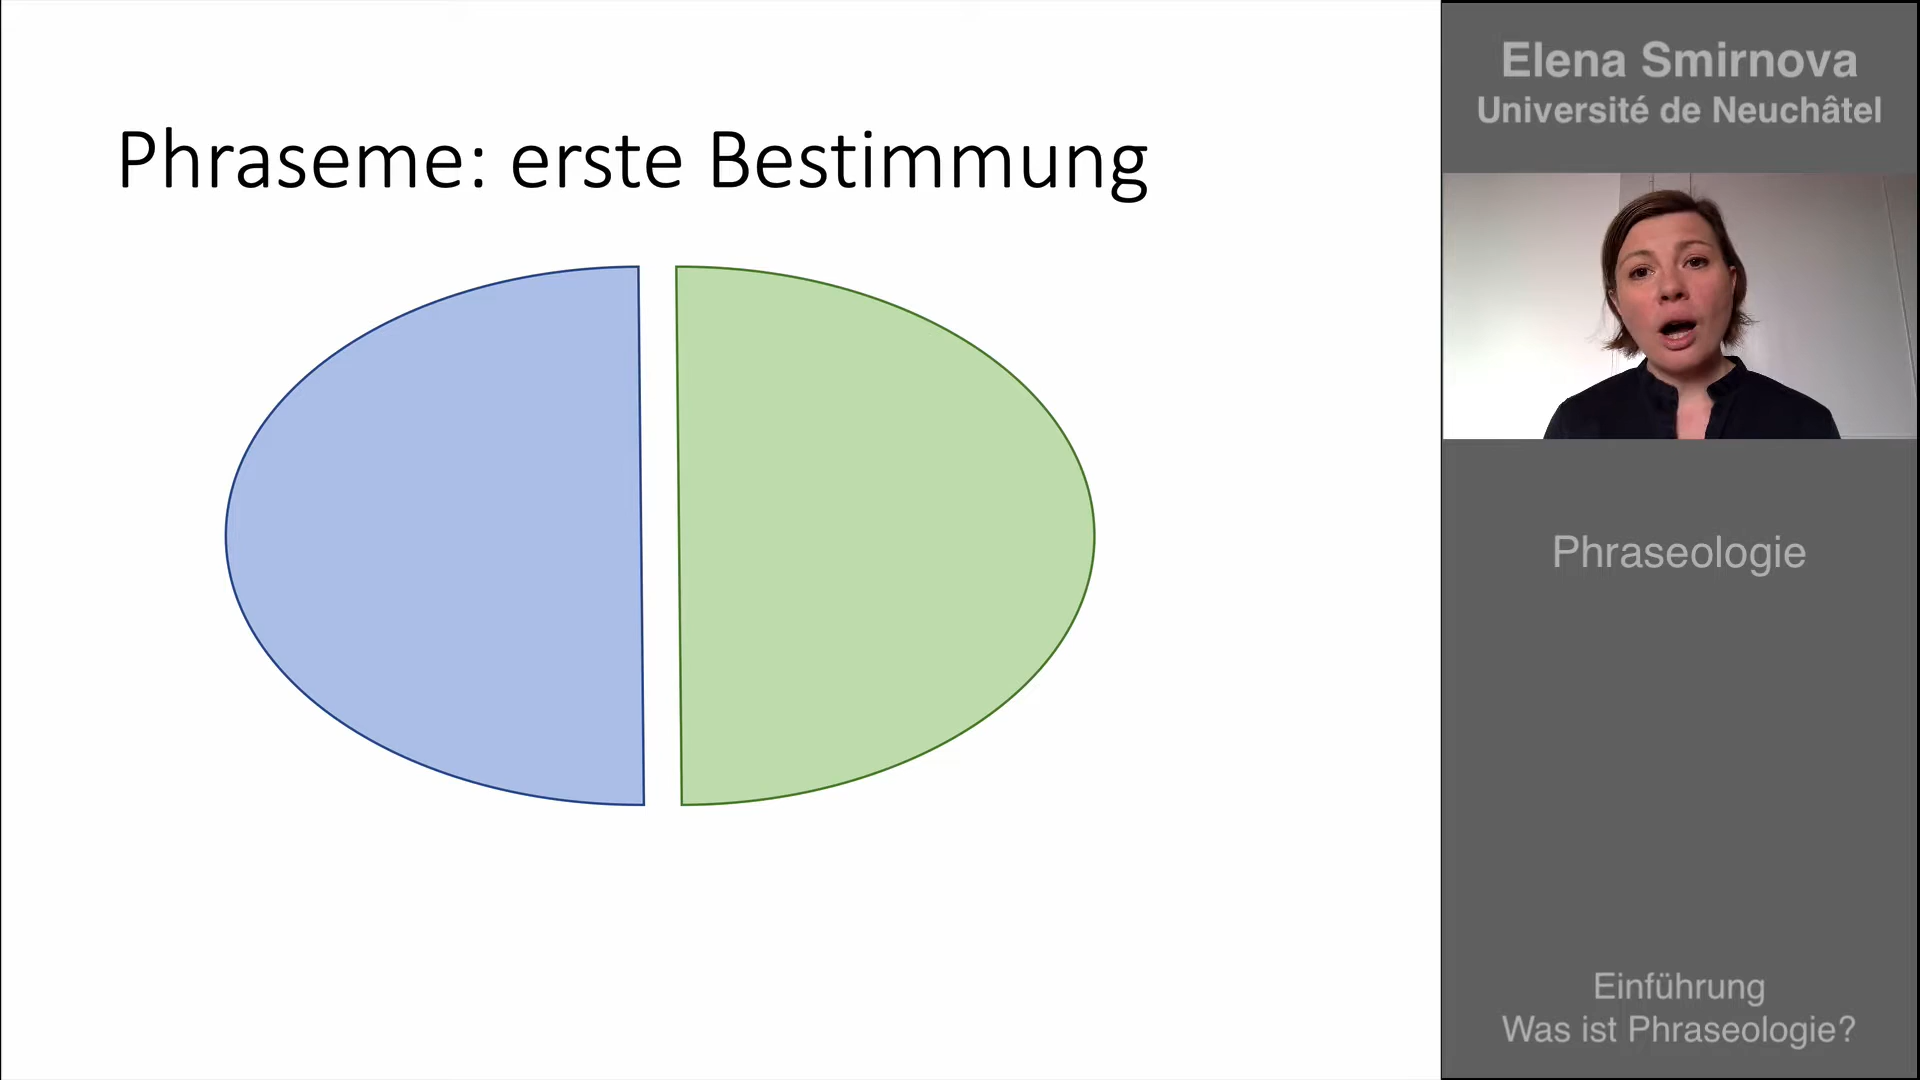 Phraseme: erste Bestimmung
Elena Smirnova
Université de Neuchâtel
Phraseologie
Einführung
Was ist Phraseologie?